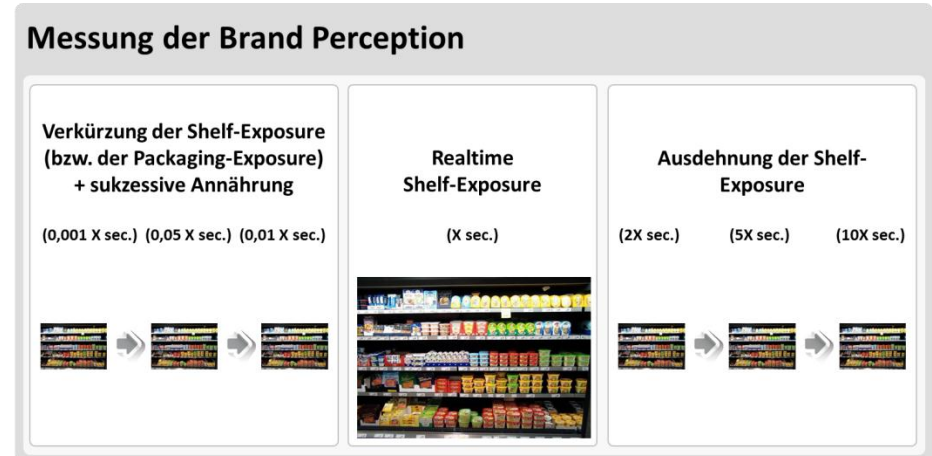 Messung der Brand Perception
Verkürzung der Shelf-Exposure
(bzw. der Packaging-Exposure)
+ sukzessive Annährung
(0,001 X sec.) (0,05 X sec.) (0,01 X sec.)
Realtime
Shelf-Exposure
(X sec.)
Ausdehnung der Shelf-
Exposure
(2X sec.) (5X sec.) (10X sec.)